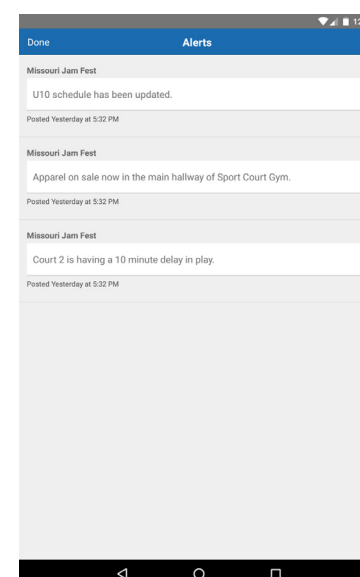 12
Done Alerts
Missouri Jam Fest
U10 schedule has been updated.
Posted Yesterday at 5:32 PM
Missouri Jam Fest
Apparel on sale now in the main hallway of Sport Court Gym.
Posted Yesterday at 5:32 PM
Missouri Jam Fest
Court 2 is having a 10 minute delay in play.
Posted Yesterday at 5:32 PM